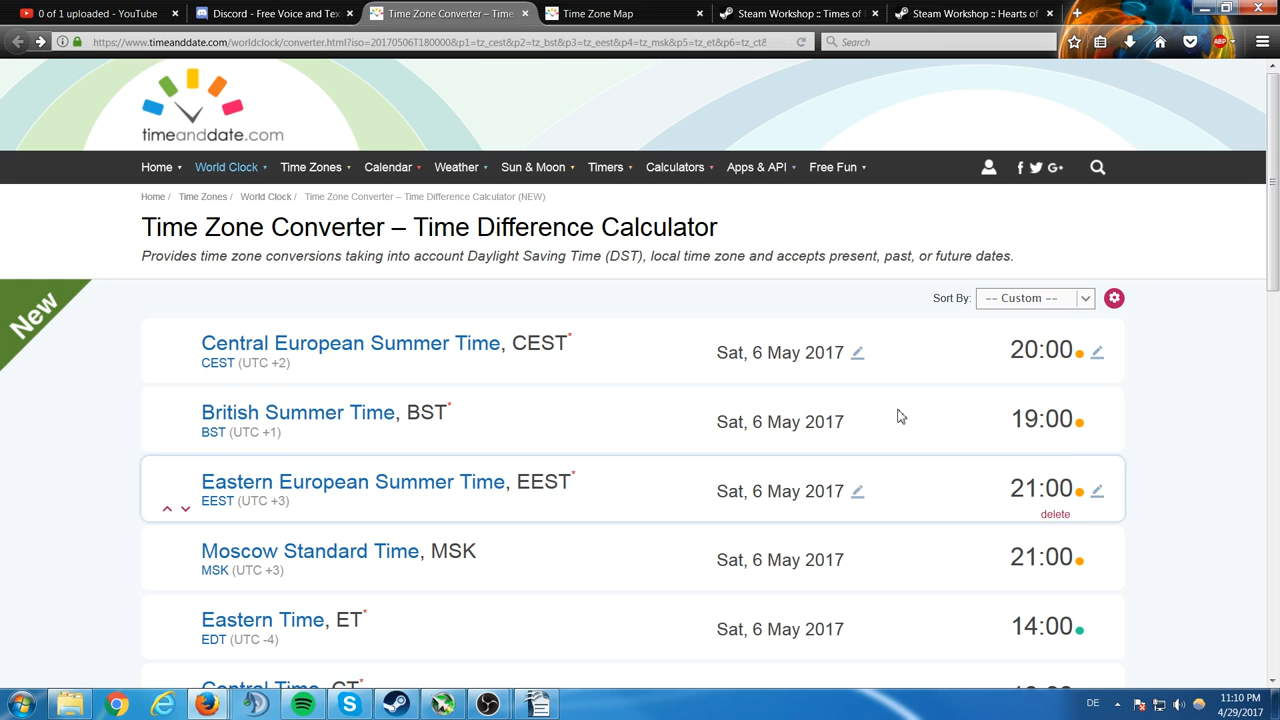 0 of 1 uploaded - YouTube
Discord - Free Voice and Tex
Time Zone Converter – Time
Time Zone Map
Steam Workshop :: Times of
Steam Workshop :: Hearts of
https://www.timeanddate.com/worldclock/converter.html?iso=20170506T180000&p1=tz_cest&p2=tz_bst&p3=tz_eest&p4=tz_msk&p5=tz_et&p6=tz_ct&
Search
ABP
timeanddate.com
Home World Clock Time Zones Calendar Weather Sun & Moon Timers Calculators Apps & API Free Fun
Home / Time Zones / World Clock / Time Zone Converter – Time Difference Calculator (NEW)
Time Zone Converter – Time Difference Calculator
Provides time zone conversions taking into account Daylight Saving Time (DST), local time zone and accepts present, past, or future dates.
New
Sort By: -- Custom --
Central European Summer Time, CEST* Sat, 6 May 2017 20:00
CEST (UTC +2)
British Summer Time, BST* Sat, 6 May 2017 19:00
BST (UTC +1)
Eastern European Summer Time, EEST* Sat, 6 May 2017 21:00
EEST (UTC +3)
delete
Moscow Standard Time, MSK Sat, 6 May 2017 21:00
MSK (UTC +3)
Eastern Time, ET* Sat, 6 May 2017 14:00
EDT (UTC -4)
Central Time, CT*
DE
11:10 PM
4/29/2017